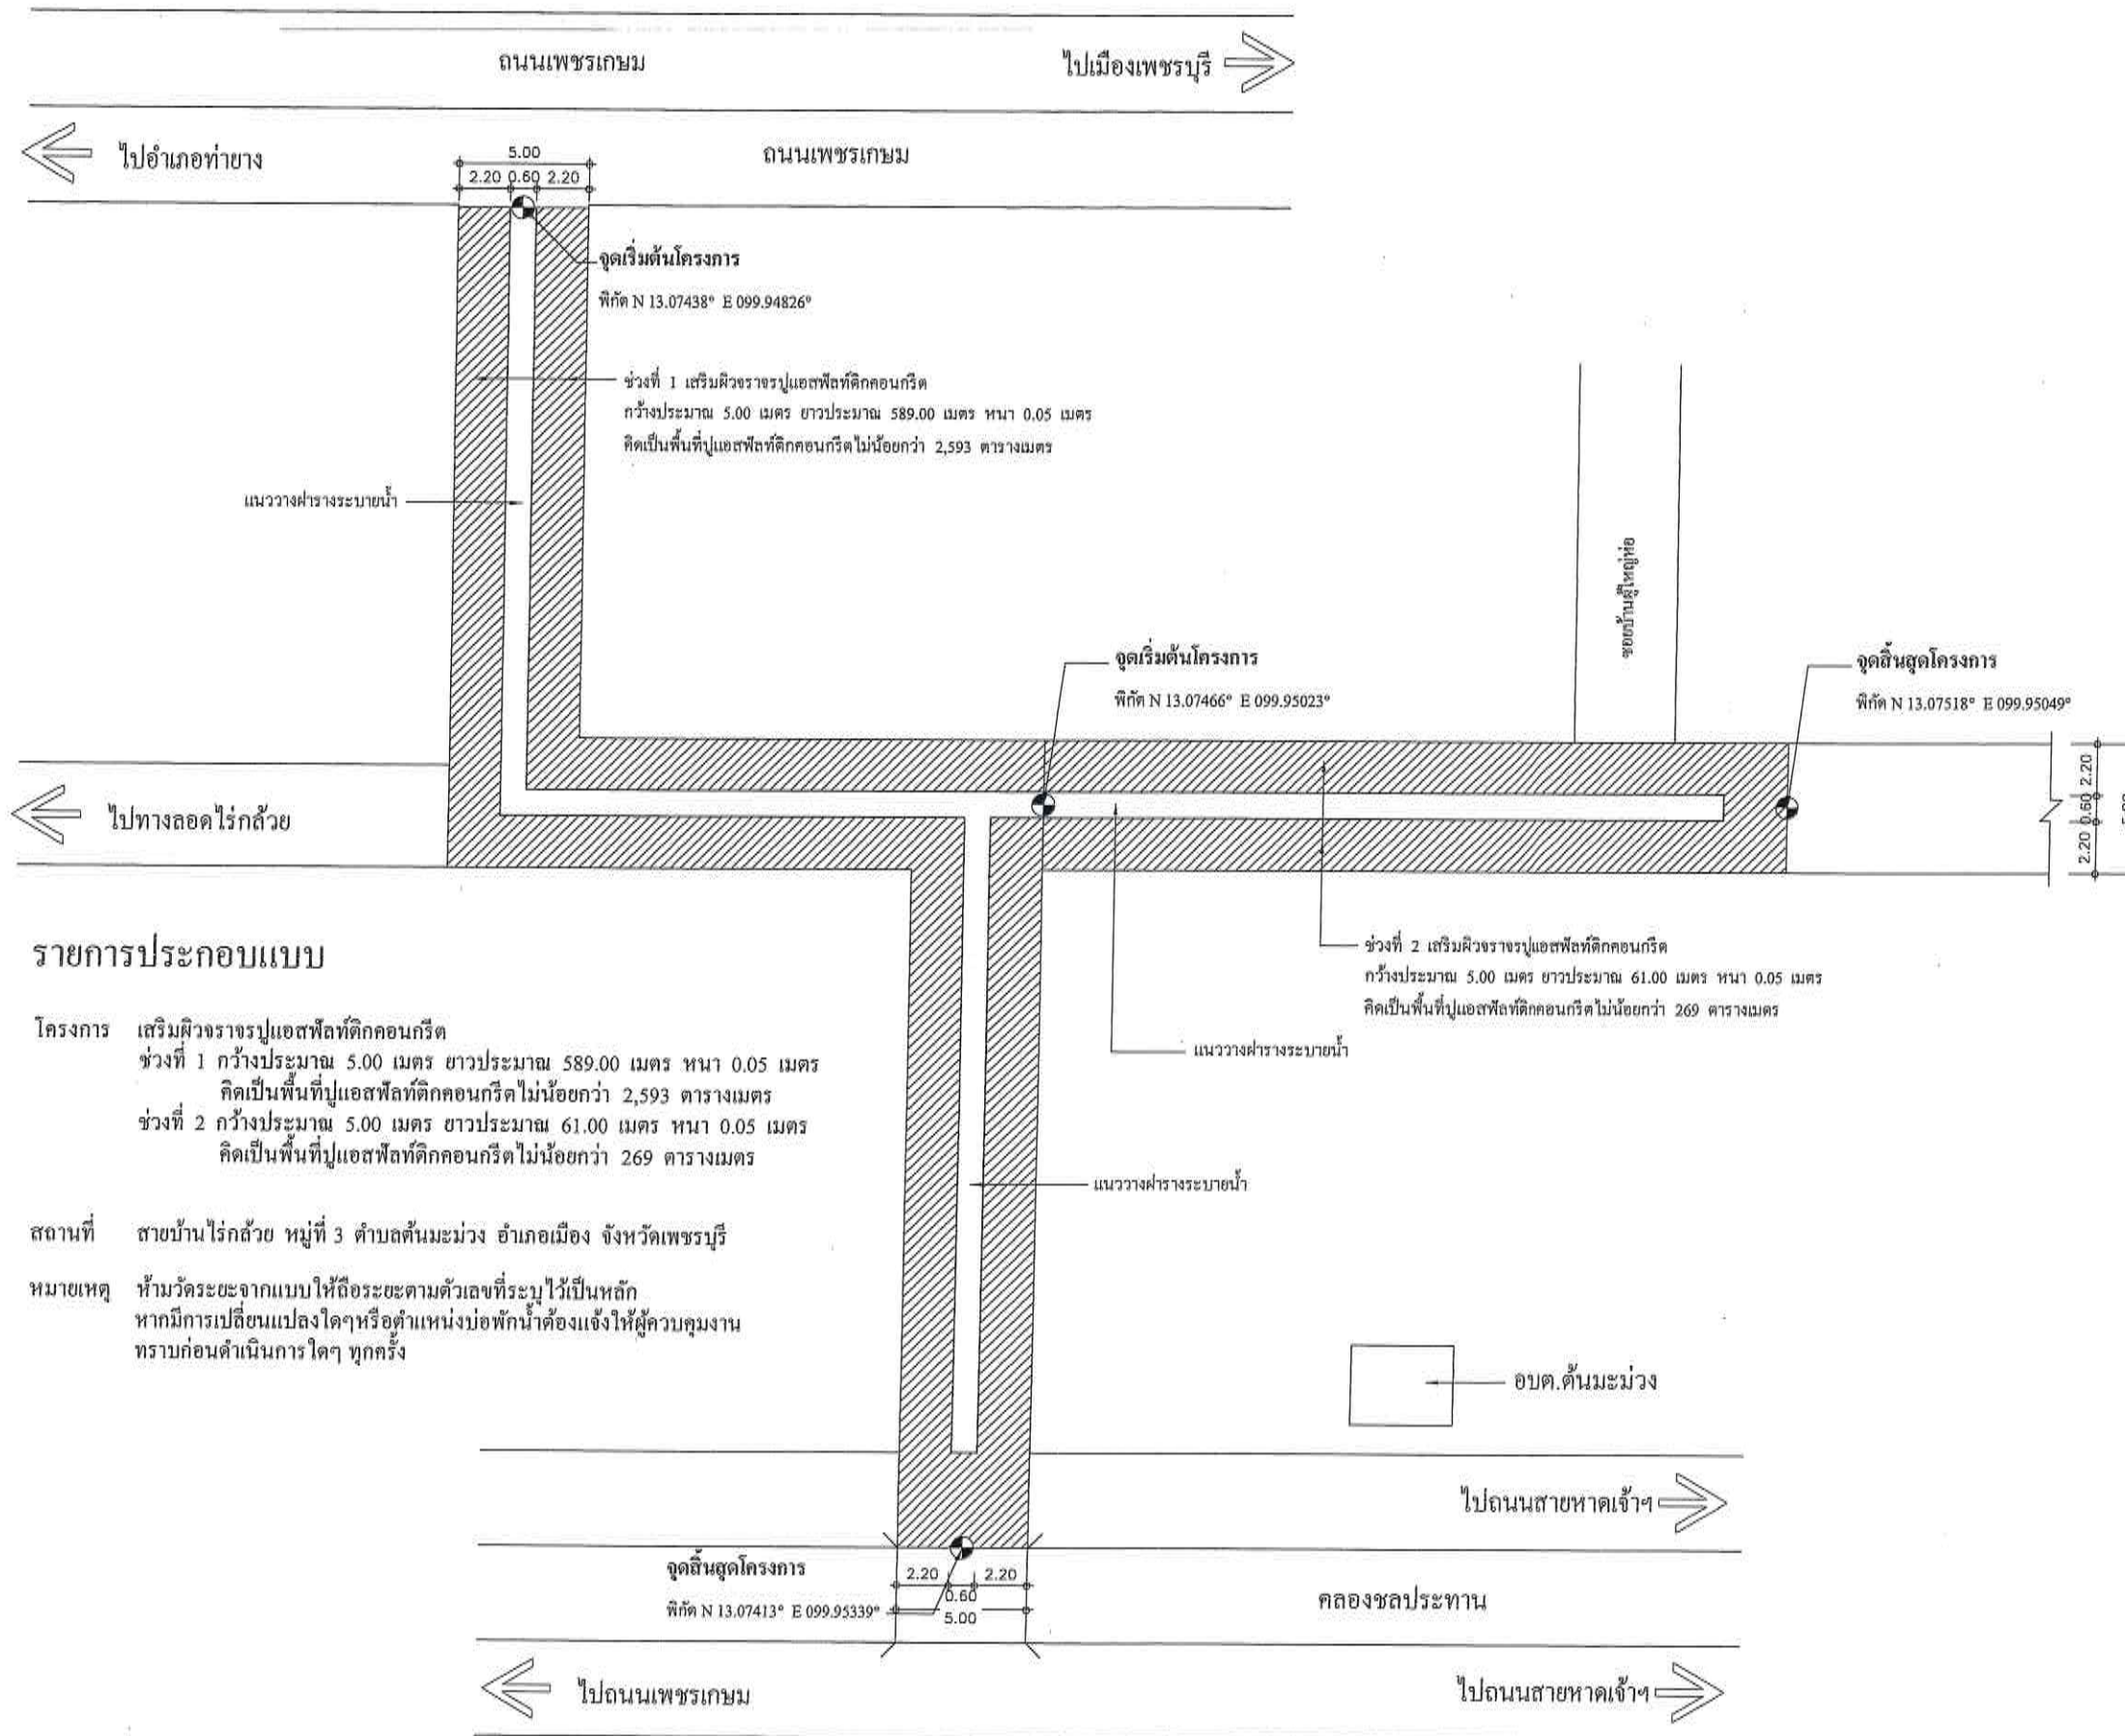 ถนนเพชรเกษม
ไปเมืองเพชรบุรี
ไปอำเภอท่ายาง
ถนนเพชรเกษม
5.00
2.20 0.60 2.20
จุดเริ่มต้นโครงการ
พิกัด N 13.07438° E 099.94826°
ช่วงที่ 1 เสริมผิวจราจรปูแอสฟัลท์ติกคอนกรีต
กว้างประมาณ 5.00 เมตร ยาวประมาณ 589.00 เมตร หนา 0.05 เมตร
คิดเป็นพื้นที่ปูแอสฟัลท์ติกคอนกรีตไม่น้อยกว่า 2,593 ตารางเมตร
แนววางฝารางระบายน้ำ
ซอยบ้านผู้ใหญ่ห่อ
จุดเริ่มต้นโครงการ
พิกัด N 13.07466° E 099.95023°
จุดสิ้นสุดโครงการ
พิกัด N 13.07518° E 099.95049°
2.20 0.60 2.20
ไปทางลอดไร่กล้วย
ช่วงที่ 2 เสริมผิวจราจรปูแอสฟัลท์ติกคอนกรีต
กว้างประมาณ 5.00 เมตร ยาวประมาณ 61.00 เมตร หนา 0.05 เมตร
คิดเป็นพื้นที่ปูแอสฟัลท์ติกคอนกรีตไม่น้อยกว่า 269 ตารางเมตร
แนววางฝารางระบายน้ำ
รายการประกอบแบบ
โครงการ เสริมผิวจราจรปูแอสฟัลท์ติกคอนกรีต
ช่วงที่ 1 กว้างประมาณ 5.00 เมตร ยาวประมาณ 589.00 เมตร หนา 0.05 เมตร
คิดเป็นพื้นที่ปูแอสฟัลท์ติกคอนกรีตไม่น้อยกว่า 2,593 ตารางเมตร
ช่วงที่ 2 กว้างประมาณ 5.00 เมตร ยาวประมาณ 61.00 เมตร หนา 0.05 เมตร
คิดเป็นพื้นที่ปูแอสฟัลท์ติกคอนกรีตไม่น้อยกว่า 269 ตารางเมตร
แนววางฝารางระบายน้ำ
สถานที่ สายบ้านไร่กล้วย หมู่ที่ 3 ตำบลต้นมะม่วง อำเภอเมือง จังหวัดเพชรบุรี
หมายเหตุ ห้ามวัดระยะจากแบบให้ถือระยะตามตัวเลขที่ระบุไว้เป็นหลัก
หากมีการเปลี่ยนแปลงใดๆหรือตำแหน่งบ่อพักน้ำต้องแจ้งให้ผู้ควบคุมงาน
ทราบก่อนดำเนินการใดๆ ทุกครั้ง
อบต.ต้นมะม่วง
ไปถนนสายหาดเจ้าฯ
จุดสิ้นสุดโครงการ
พิกัด N 13.07413° E 099.95339°
2.20 2.20
0.60
5.00
คลองชลประทาน
ไปถนนเพชรเกษม
ไปถนนสายหาดเจ้าฯ